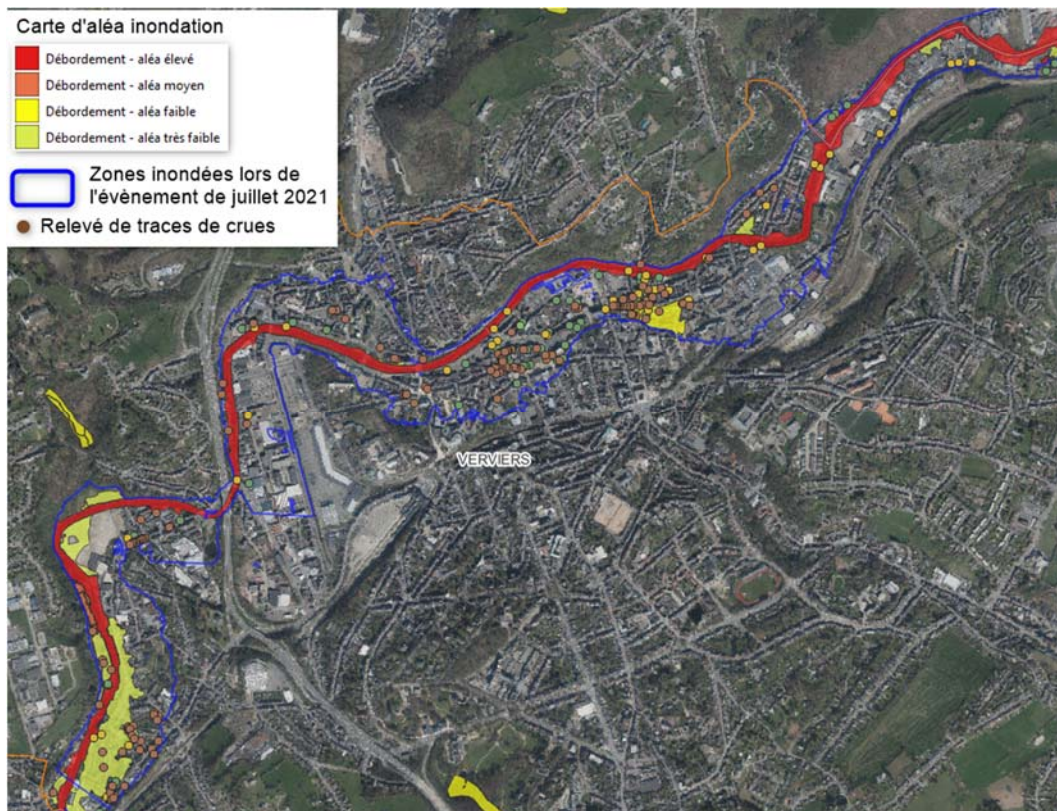 Carte d'aléa inondation
Débordement - aléa élevé
Débordement - aléa moyen
Débordement - aléa faible
Débordement - aléa très faible
Zones inondées lors de
l'évènement de juillet 2021
Relevé de traces de crues
VERVIERS